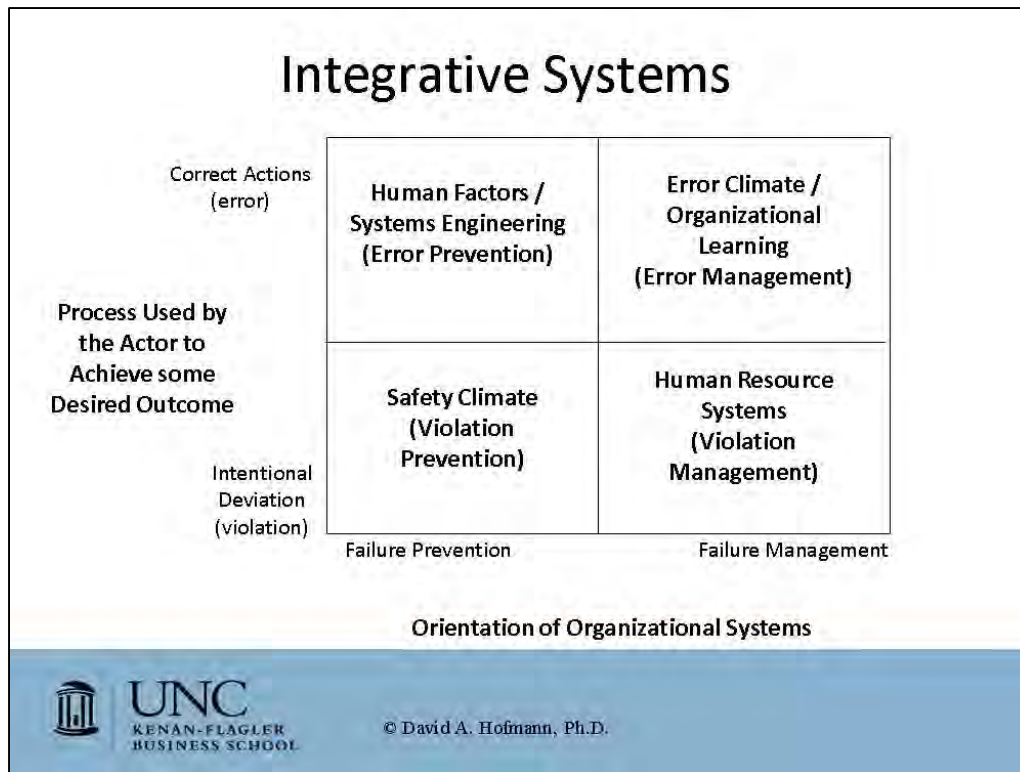 Integrative Systems
Correct Actions
(error)
Human Factors /
Systems Engineering
(Error Prevention)
Error Climate /
Organizational
Learning
(Error Management)
Process Used by
the Actor to
Achieve some
Desired Outcome
Safety Climate
(Violation
Prevention)
Human Resource
Systems
(Violation
Management)
Intentional
Deviation
(violation)
Failure Prevention
Failure Management
Orientation of Organizational Systems
UNC
KENAN-FLAGLER
BUSINESS SCHOOL
© David A. Hofmann, Ph.D.